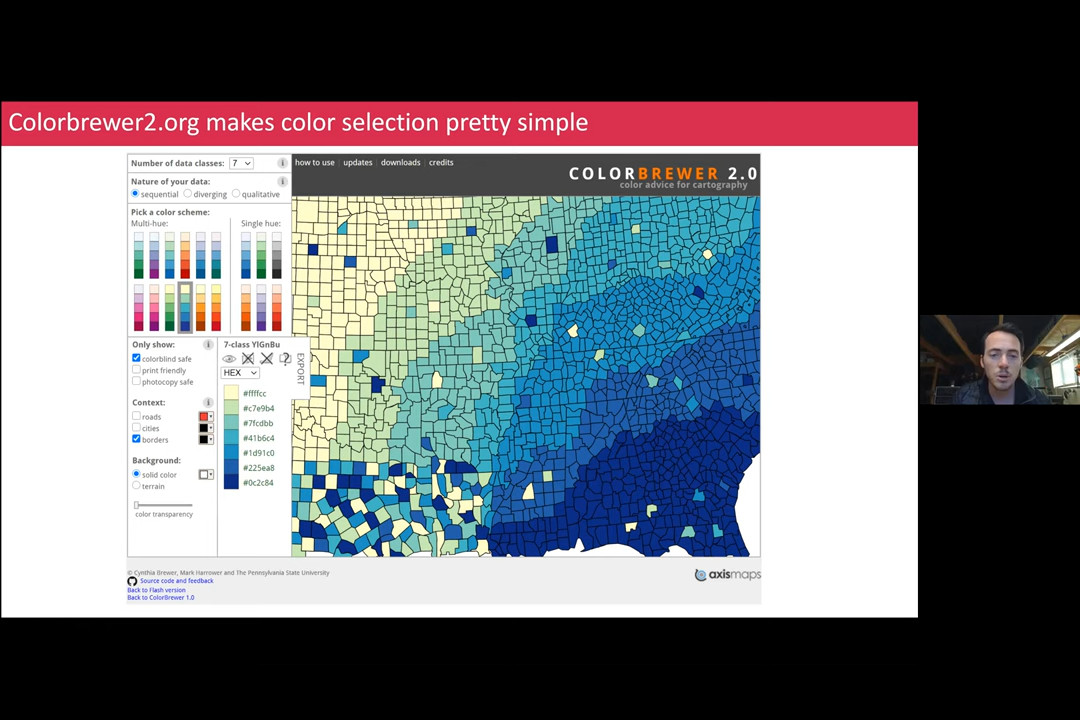 Colorbrewer2.org makes color selection pretty simple
Number of data classes: 7
how to use | updates | downloads | credits
COLORBREWER 2.0
color advice for cartography
Nature of your data:
sequential diverging qualitative
Pick a color scheme:
Multi-hue: Single hue:
Only show:
colorblind safe
print friendly
photocopy safe
Context:
roads
cities
borders
Background:
solid color
terrain
color transparency
7-class YlGnBu
EXPORT
HEX
#ffffcc
#c7e9b4
#7fcdbb
#41b6c4
#1d91c0
#225ea8
#0c2c84
© Cynthia Brewer, Mark Harrower and The Pennsylvania State University
Source code and feedback
Back to Flash version
Back to ColorBrewer 1.0
axismaps